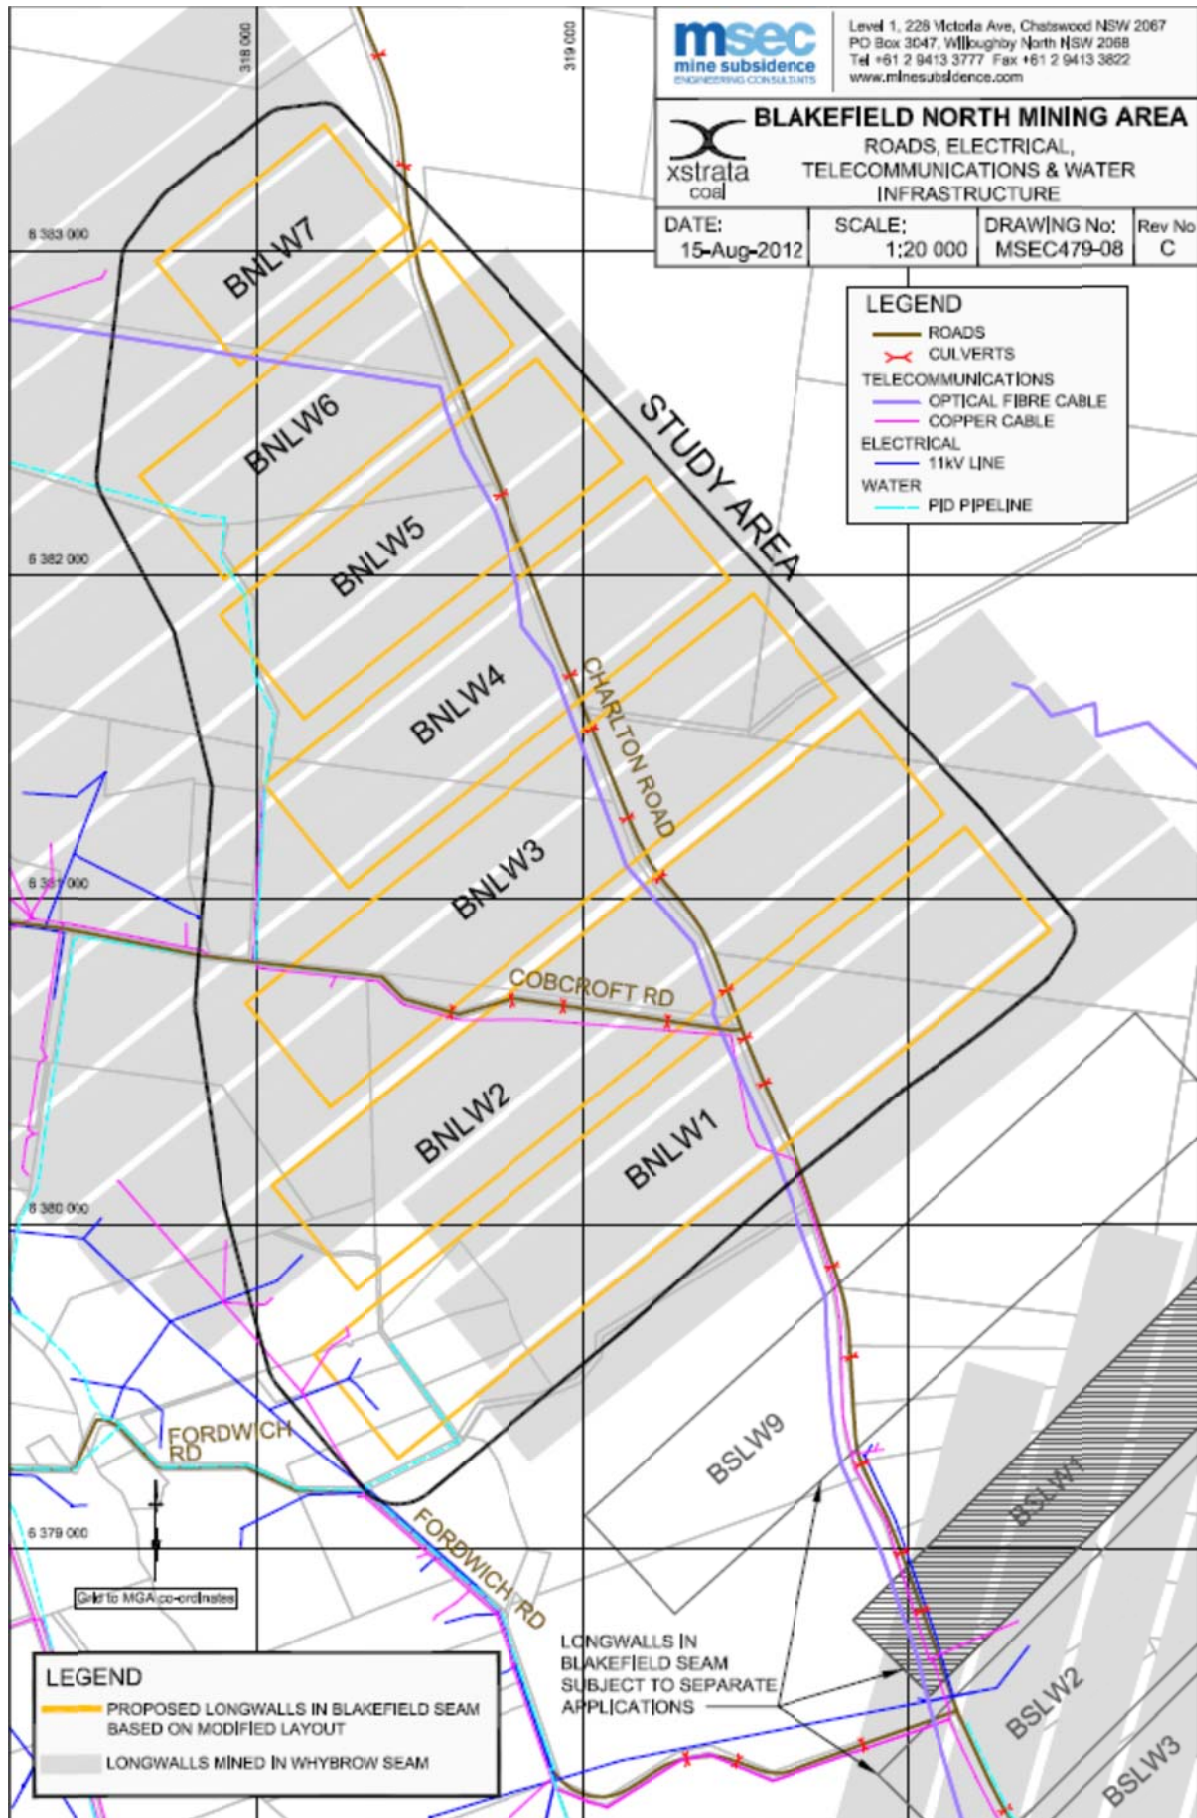 318 000
319 000
msec
mine subsidence
ENGINEERING CONSULTANTS
Level 1, 228 Victoria Ave, Chatswood NSW 2067
PO Box 3047, Willoughby North NSW 2068
Tel +61 2 9413 3777 Fax +61 2 9413 3822
www.minesubsidence.com
xstrata
coal
BLAKEFIELD NORTH MINING AREA
ROADS, ELECTRICAL,
TELECOMMUNICATIONS & WATER
INFRASTRUCTURE
DATE:
15-Aug-2012
SCALE:
1:20 000
DRAWING No:
MSEC479-08
Rev No
C
LEGEND
ROADS
CULVERTS
TELECOMMUNICATIONS
OPTICAL FIBRE CABLE
COPPER CABLE
ELECTRICAL
11kV LINE
WATER
PID PIPELINE
6 383 000
BNLW7
BNLW6
STUDY AREA
BNLW5
6 382 000
BNLW4
CHARLTON ROAD
BNLW3
6 381 000
COBCROFT RD
BNLW2
BNLW1
6 380 000
FORDWICH
RD
BSLW9
BSLW1
FORDWICH RD
6 379 000
Grid to MGA co-ordinates
LONGWALLS IN
BLAKEFIELD SEAM
SUBJECT TO SEPARATE
APPLICATIONS
BSLW2
BSLW3
LEGEND
PROPOSED LONGWALLS IN BLAKEFIELD SEAM
BASED ON MODIFIED LAYOUT
LONGWALLS MINED IN WHYBROW SEAM